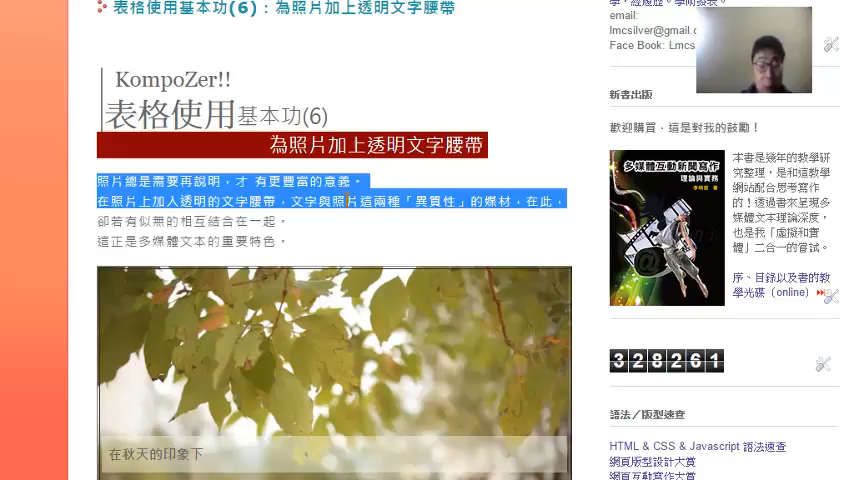 表格使用基本功(6)：為照片加上透明文字腰帶
KompoZer!!
表格使用基本功(6)
為照片加上透明文字腰帶
照片總是需要再說明，才 有更豐富的意義。
在照片上加入透明的文字腰帶，文字與照片這兩種「異質性」的媒材，在此，
卻若有似無的相互結合在一起，
這正是多媒體文本的重要特色。
在秋天的印象下
學．經歷．學術發表．
email:
lmcsilver@gmail.c
Face Book: Lmcs
新書出版
歡迎購買．這是對我的鼓勵！
多媒體互動新聞寫作
理論與實務
李明哲 著
本書是幾年的教學研
究整理，是和這教學
網站配合思考寫作
的！透過書來呈現多
媒體文本理論深度，
也是我「虛擬和實
體」二合一的嘗試。
序、目錄以及書的教
學光碟（online）
328261
語法／版型速查
HTML & CSS & Javascript 語法速查
網頁版型設計大賞
網頁互動寫作大賞